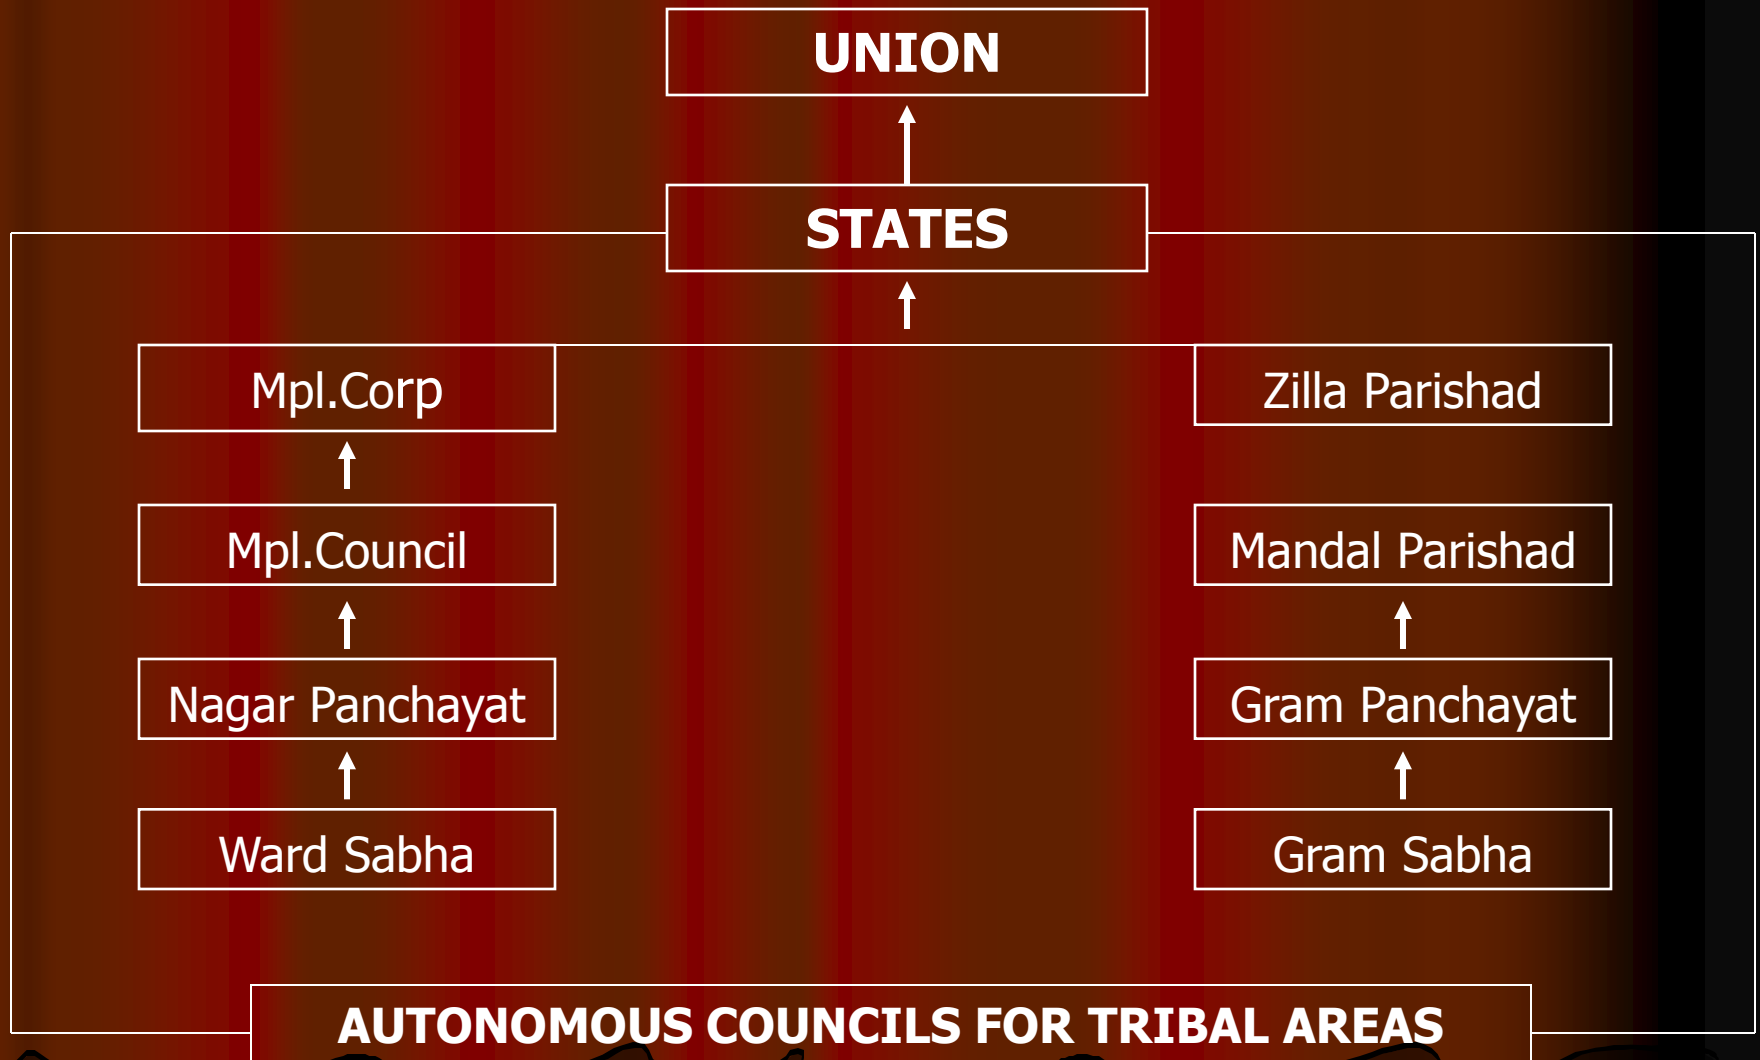 UNION
STATES
Mpl.Corp
Zilla Parishad
Mpl.Council
Mandal Parishad
Nagar Panchayat
Gram Panchayat
Ward Sabha
Gram Sabha
AUTONOMOUS COUNCILS FOR TRIBAL AREAS